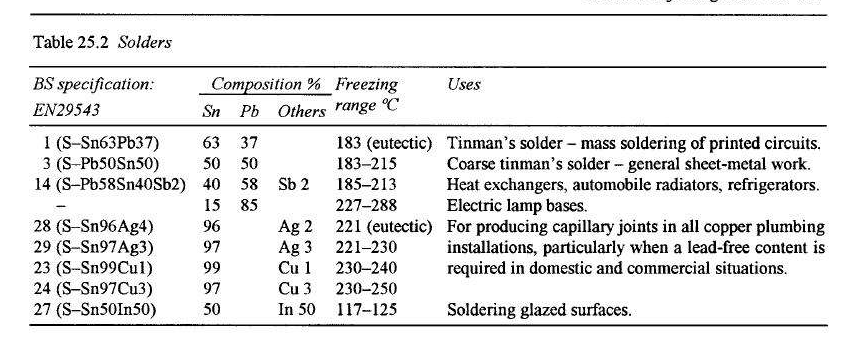 Table 25.2 Solders
BS specification: Composition % Freezing Uses
EN29543 Sn Pb Others range °C
1 (S–Sn63Pb37) 63 37 183 (eutectic) Tinman's solder – mass soldering of printed circuits.
3 (S–Pb50Sn50) 50 50 183–215 Coarse tinman's solder – general sheet-metal work.
14 (S–Pb58Sn40Sb2) 40 58 Sb 2 185–213 Heat exchangers, automobile radiators, refrigerators.
– 15 85 227–288 Electric lamp bases.
28 (S–Sn96Ag4) 96 Ag 2 221 (eutectic) For producing capillary joints in all copper plumbing
29 (S–Sn97Ag3) 97 Ag 3 221–230 installations, particularly when a lead-free content is
23 (S–Sn99Cu1) 99 Cu 1 230–240 required in domestic and commercial situations.
24 (S–Sn97Cu3) 97 Cu 3 230–250
27 (S–Sn50In50) 50 In 50 117–125 Soldering glazed surfaces.